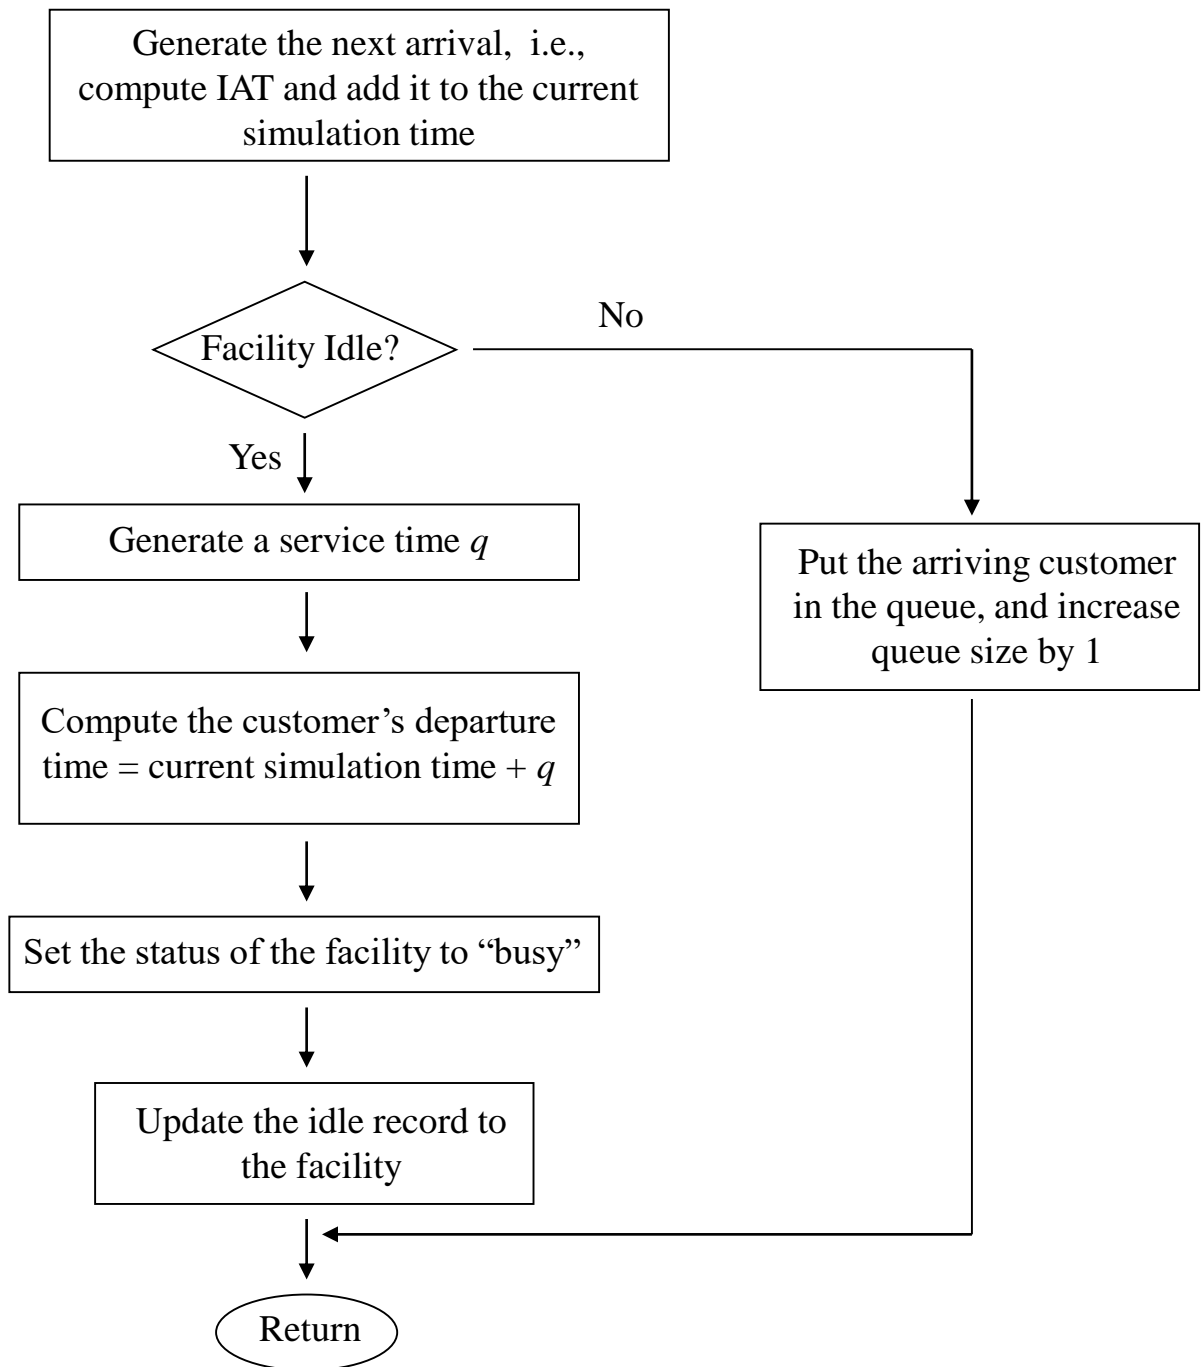 Generate the next arrival, i.e.,
compute IAT and add it to the current
simulation time
Facility Idle?
No
Yes
Generate a service time q
Put the arriving customer
in the queue, and increase
queue size by 1
Compute the customer’s departure
time = current simulation time + q
Set the status of the facility to “busy”
Update the idle record to
the facility
Return